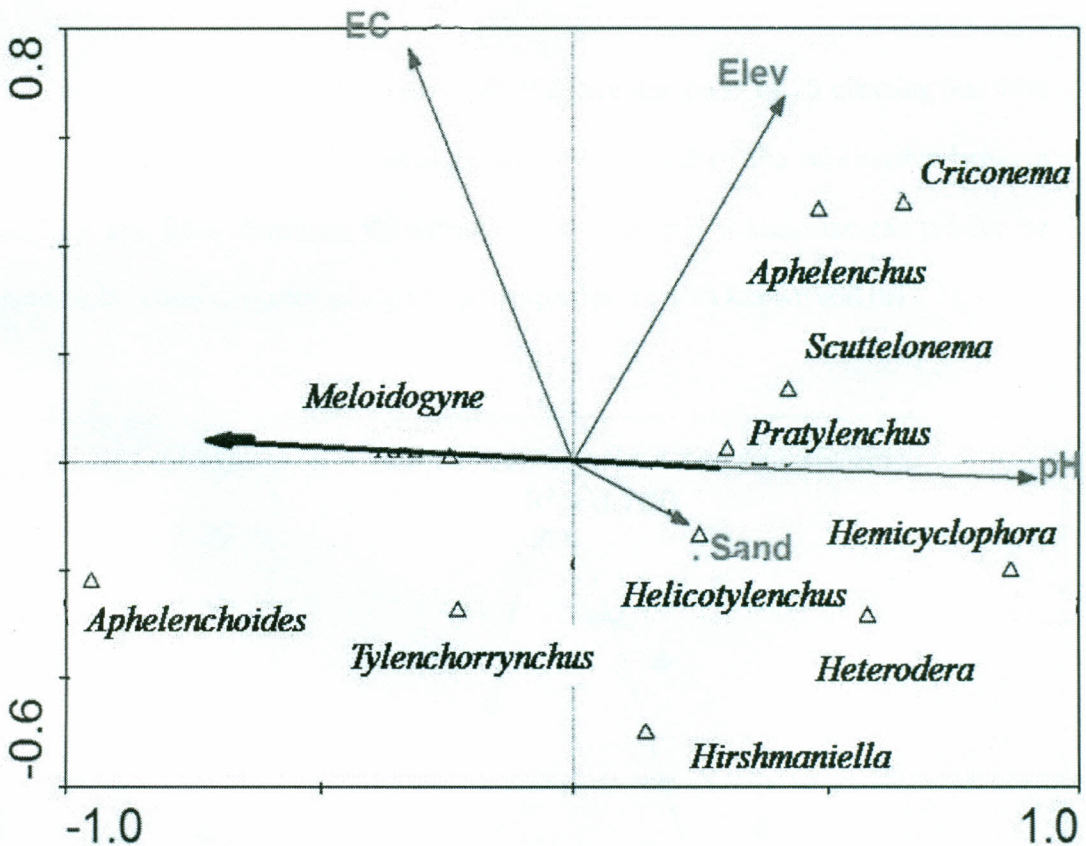 EC
0.8
Elev
Criconema
Aphelenchus
Scuttelonema
Meloidogyne
Pratylenchus
pH
Hemicyclophora
. Sand
Helicotylenchus
Aphelenchoides
Tylenchorrynchus
Heterodera
-0.6
Hirshmaniella
-1.0
1.0